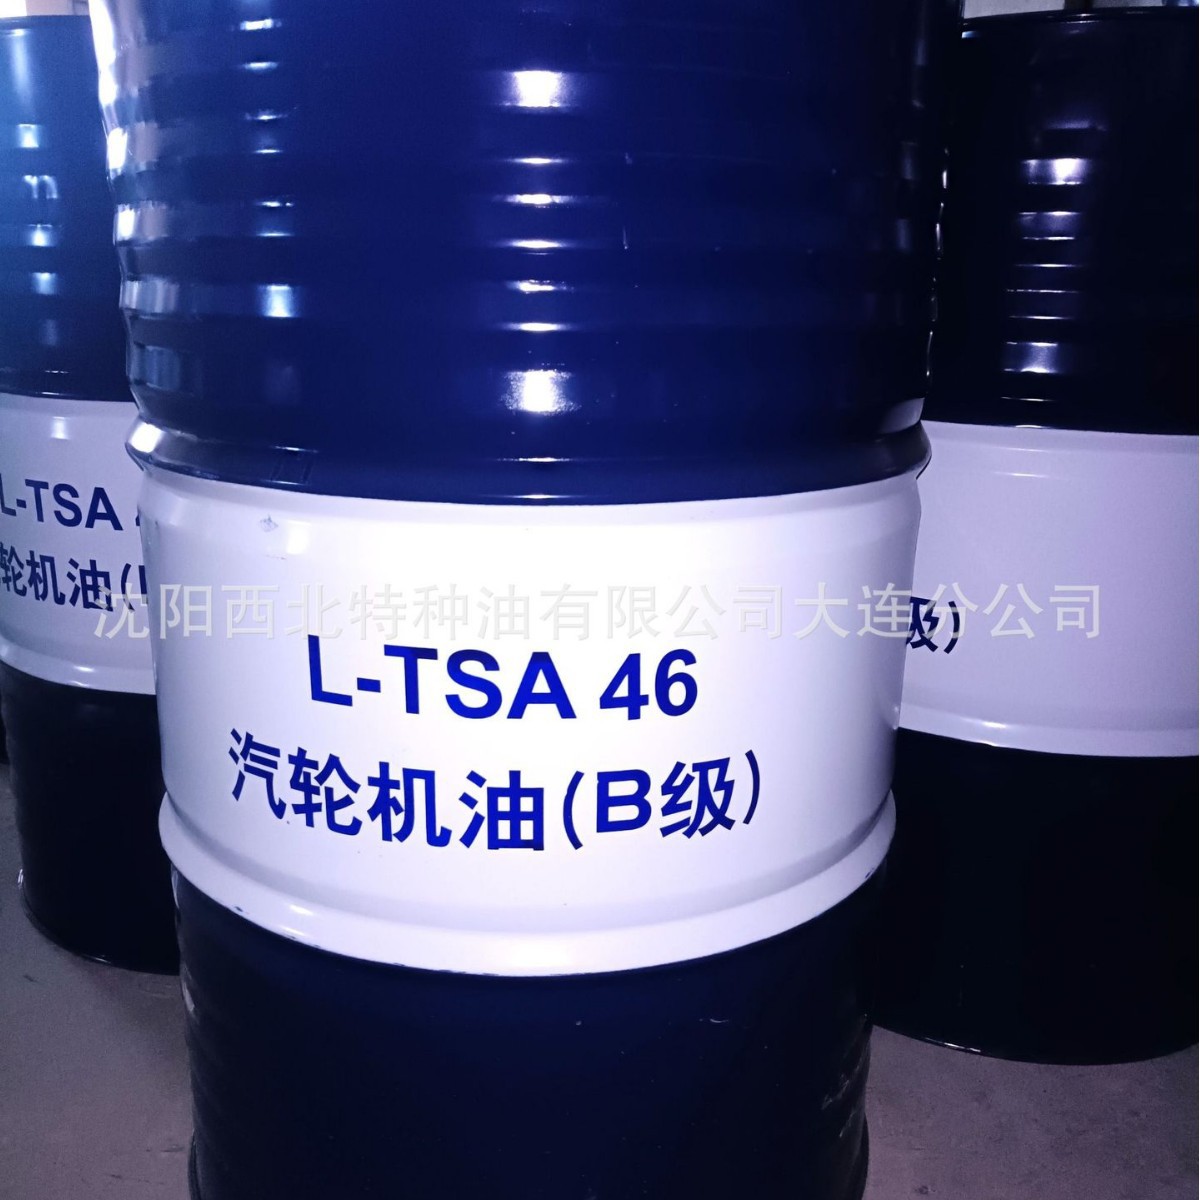 L-TSA
轮机油(
沈阳西北特种油有限公司大连分公司
L-TSA 46
汽轮机油(B级)
级)